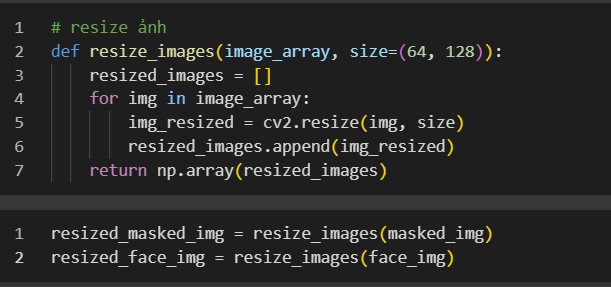 1 # resize ảnh
2 def resize_images(image_array, size=(64, 128)):
3 resized_images = []
4 for img in image_array:
5 img_resized = cv2.resize(img, size)
6 resized_images.append(img_resized)
7 return np.array(resized_images)
1 resized_masked_img = resize_images(masked_img)
2 resized_face_img = resize_images(face_img)